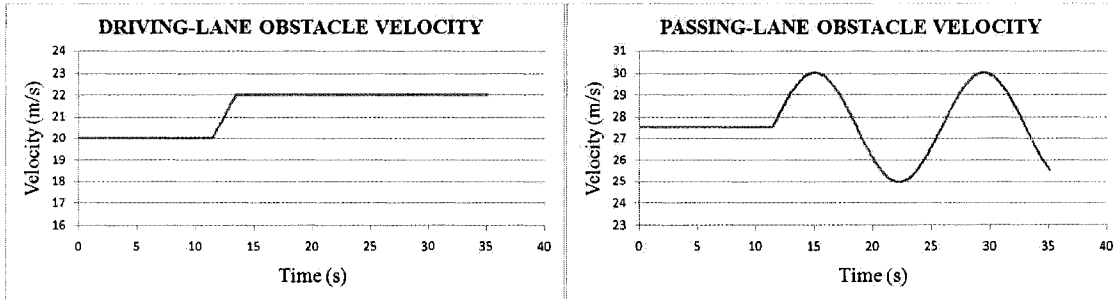 DRIVING-LANE OBSTACLE VELOCITY
24
23
22
21
20
19
18
17
16
Velocity (m/s)
0 5 10 15 20 25 30 35 40
Time (s)
PASSING-LANE OBSTACLE VELOCITY
31
30
29
28
27
26
25
24
23
Velocity (m/s)
0 5 10 15 20 25 30 35 40
Time (s)